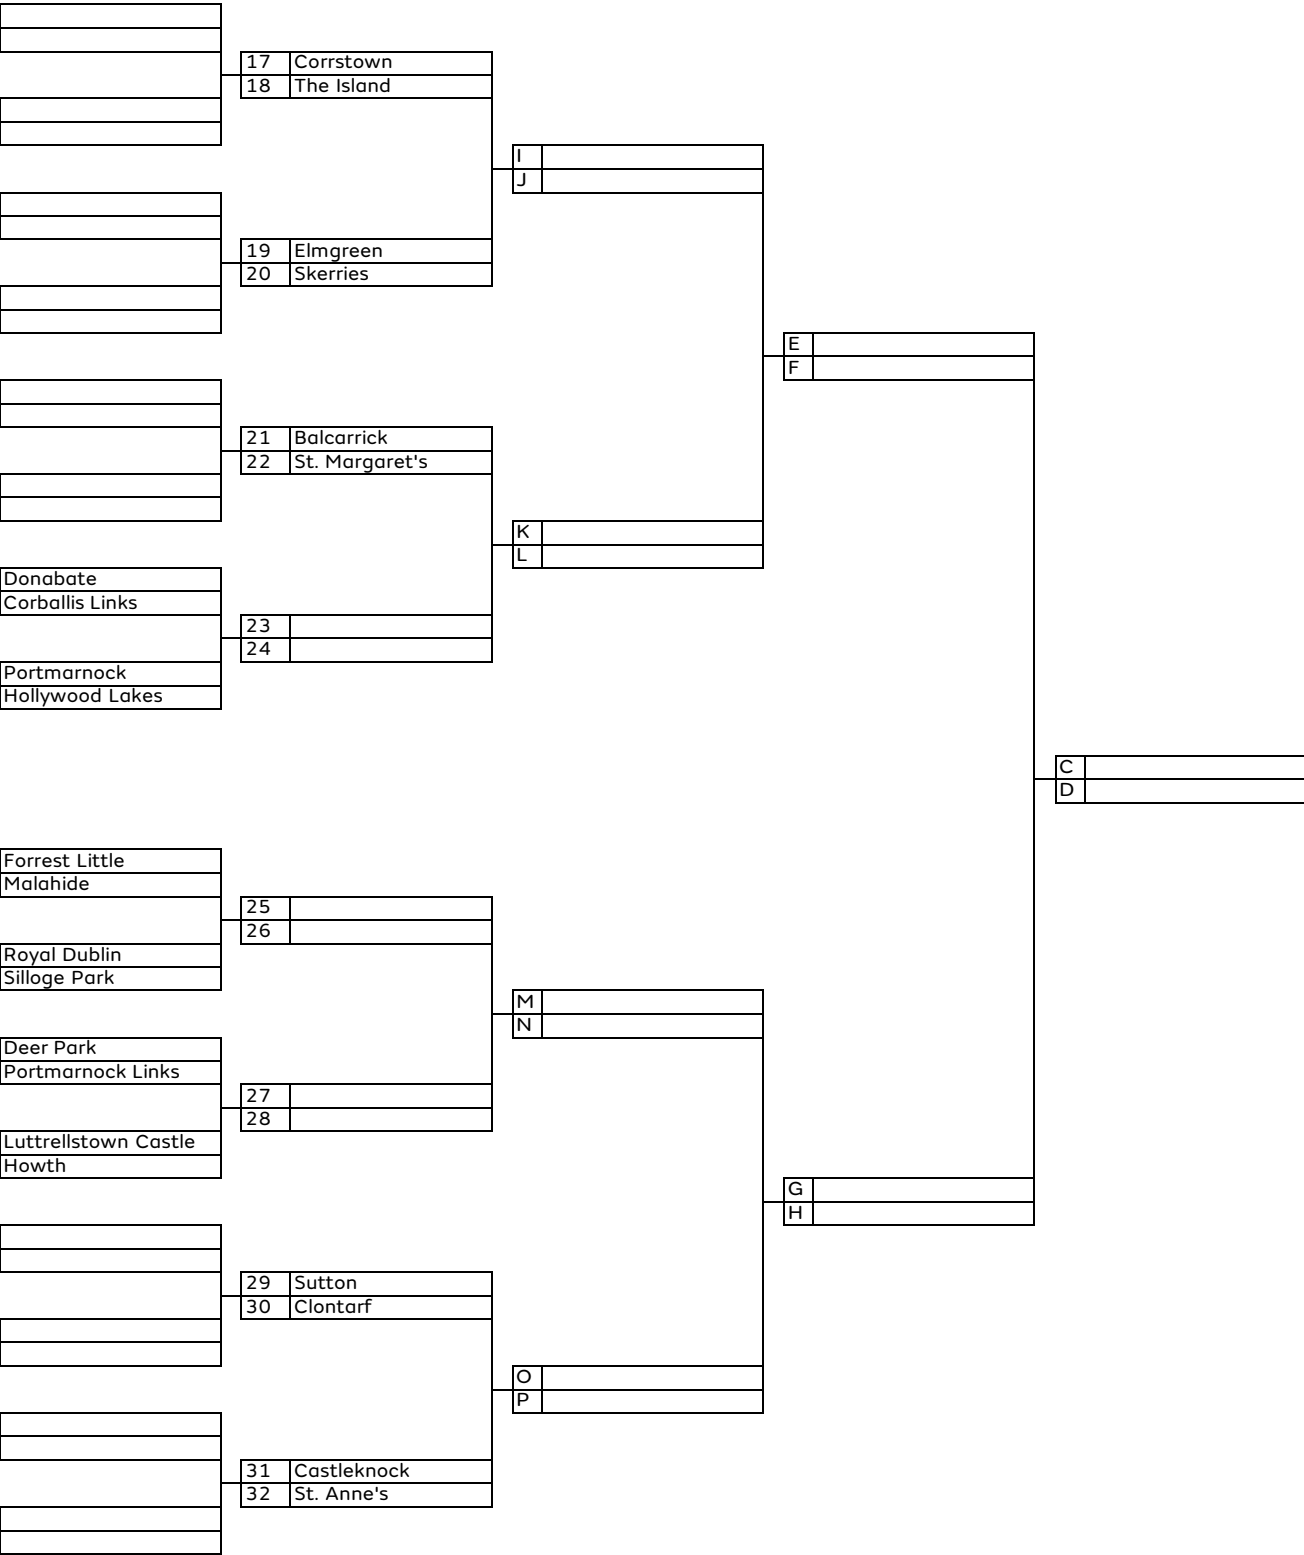 17 Corrstown
18 The Island
I
J
19 Elmgreen
20 Skerries
E
F
21 Balcarrick
22 St. Margaret's
K
L
Donabate
Corballis Links
23
24
Portmarnock
Hollywood Lakes
C
D
Forrest Little
Malahide
25
26
Royal Dublin
Silloge Park
M
N
Deer Park
Portmarnock Links
27
28
Luttrellstown Castle
Howth
G
H
29 Sutton
30 Clontarf
O
P
31 Castleknock
32 St. Anne's